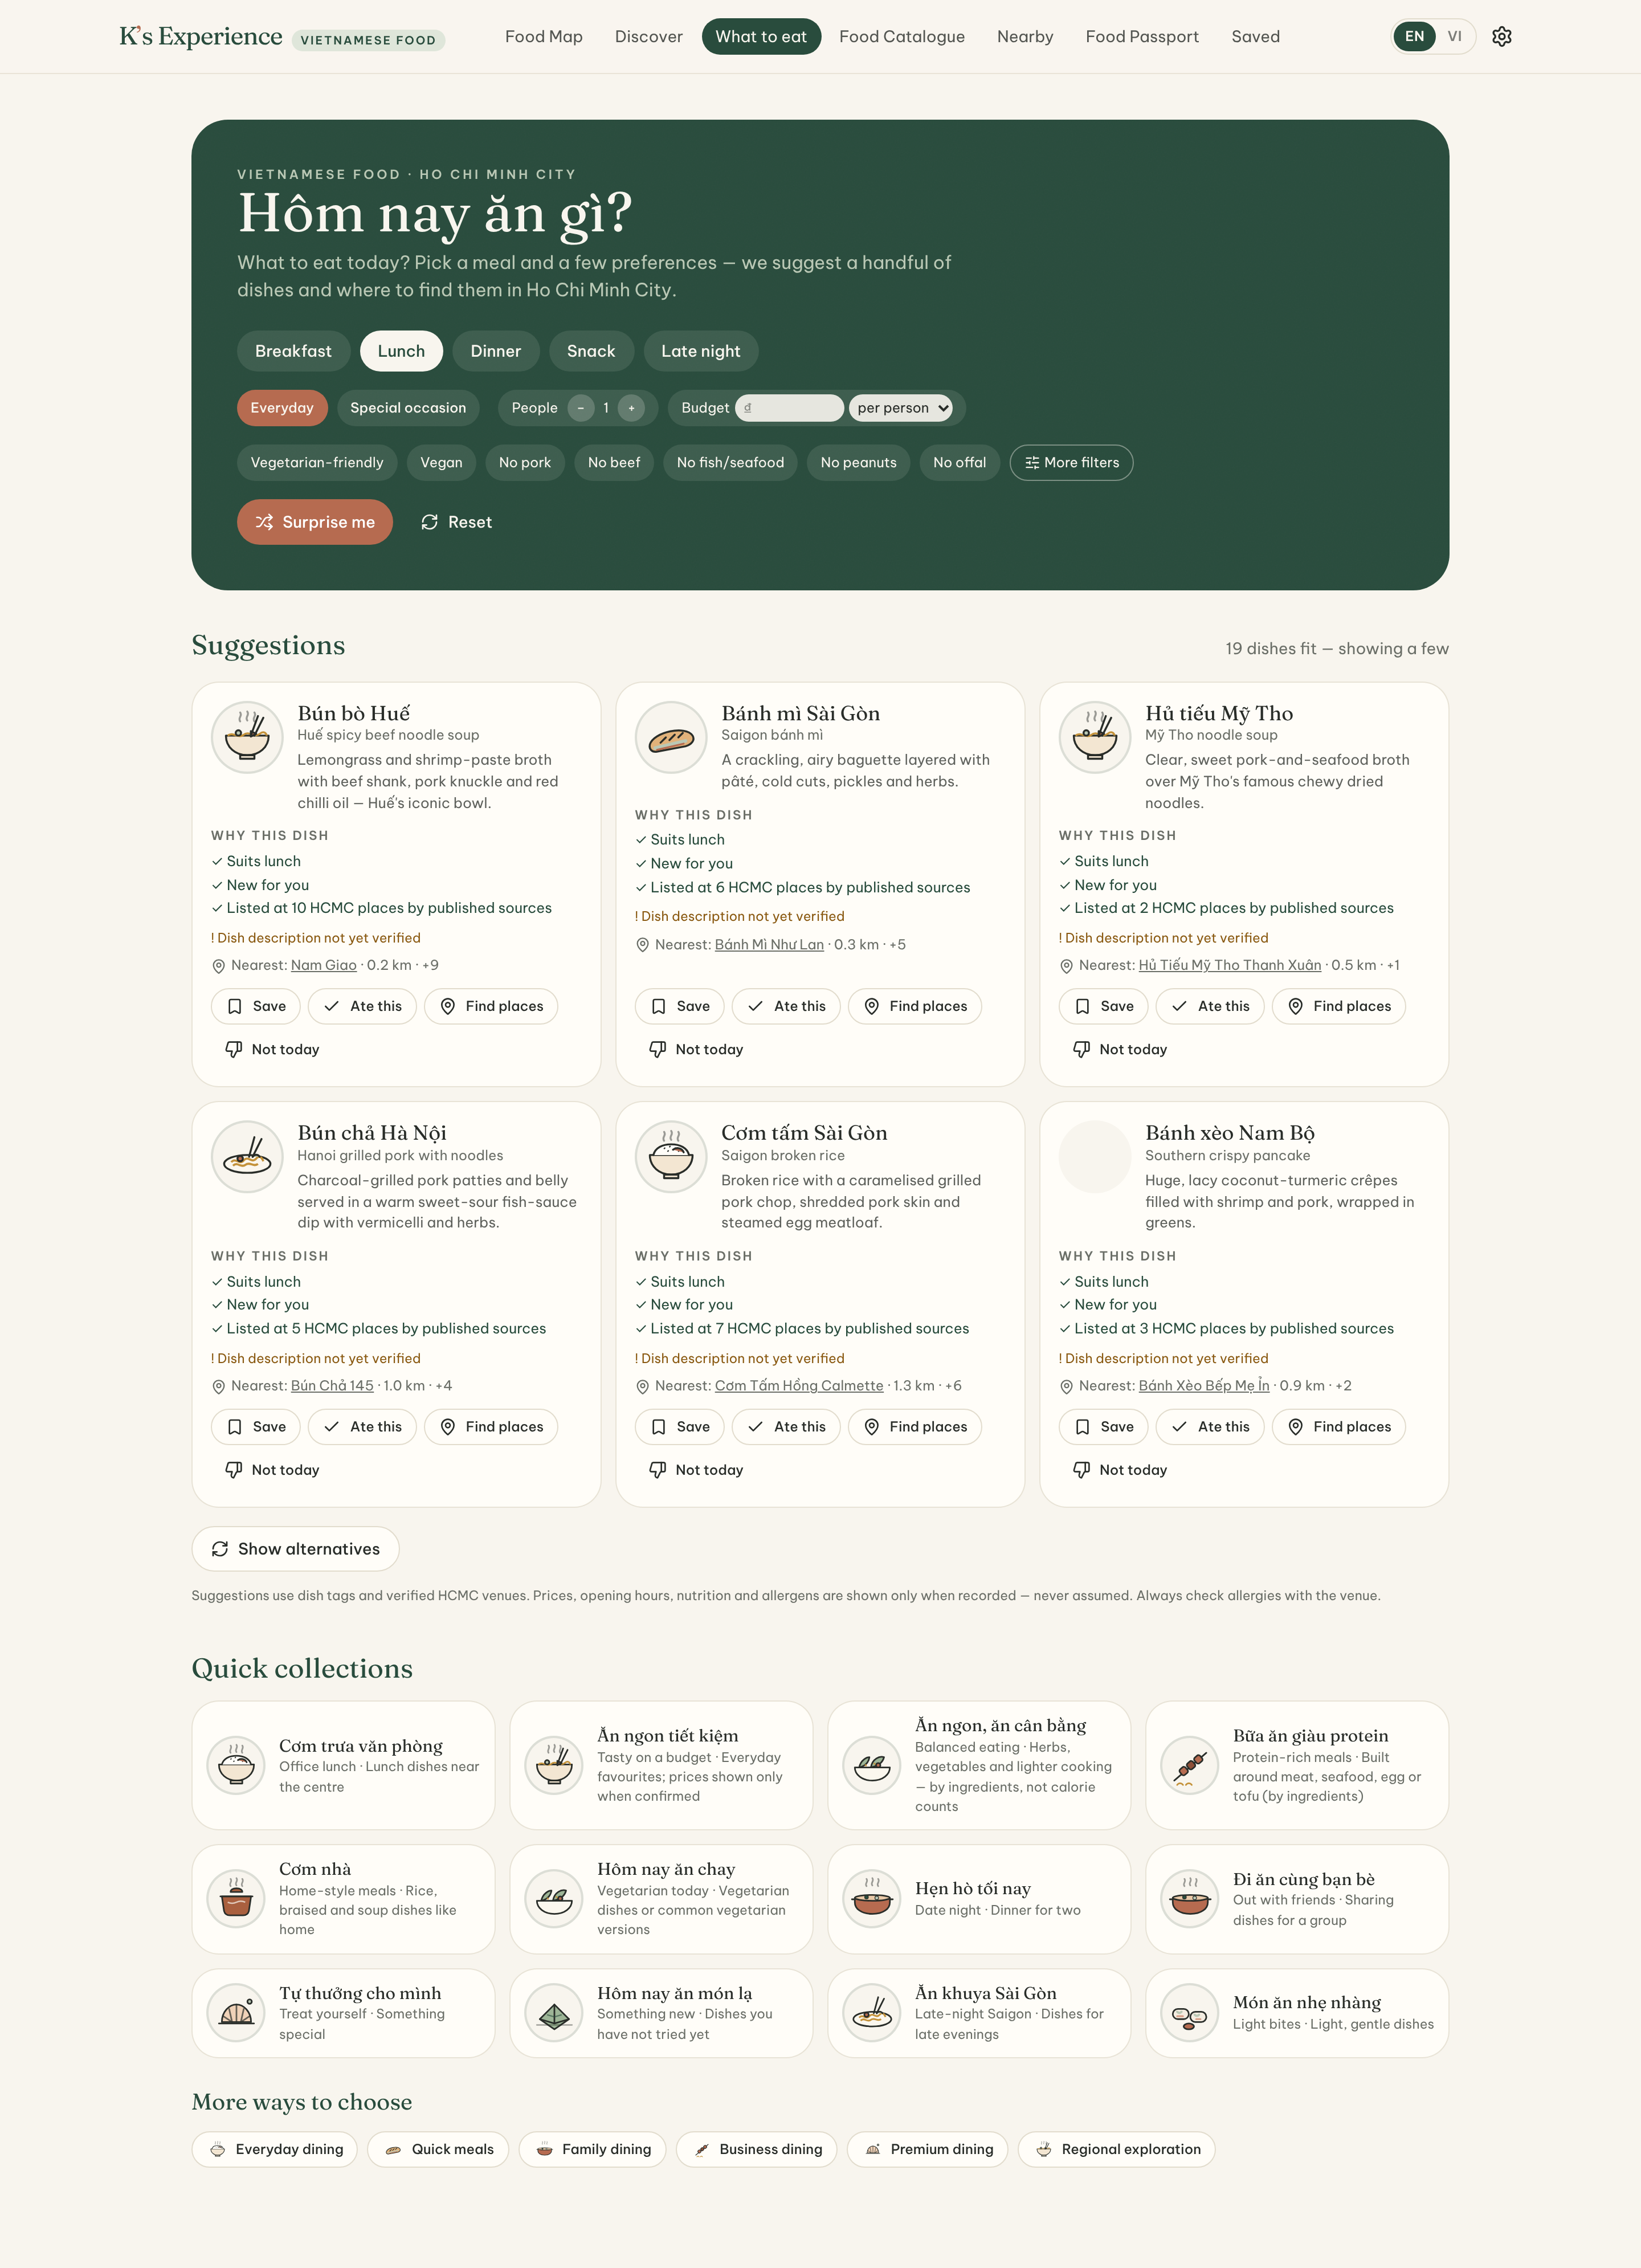 K's Experience VIETNAMESE FOOD Food Map Discover What to eat Food Catalogue Nearby Food Passport Saved EN VI
VIETNAMESE FOOD · HO CHI MINH CITY
Hôm nay ăn gì?
What to eat today? Pick a meal and a few preferences — we suggest a handful of
dishes and where to find them in Ho Chi Minh City.
Breakfast Lunch Dinner Snack Late night
Everyday Special occasion People − 1 + Budget ₫ per person
Vegetarian-friendly Vegan No pork No beef No fish/seafood No peanuts No offal More filters
Surprise me Reset
Suggestions 19 dishes fit — showing a few
Bún bò Huế
Huế spicy beef noodle soup
Lemongrass and shrimp-paste broth
with beef shank, pork knuckle and red
chilli oil — Huế's iconic bowl.
WHY THIS DISH
✓ Suits lunch
✓ New for you
✓ Listed at 10 HCMC places by published sources
! Dish description not yet verified
Nearest: Nam Giao · 0.2 km · +9
Save Ate this Find places
Not today
Bánh mì Sài Gòn
Saigon bánh mì
A crackling, airy baguette layered with
pâté, cold cuts, pickles and herbs.
WHY THIS DISH
✓ Suits lunch
✓ New for you
✓ Listed at 6 HCMC places by published sources
! Dish description not yet verified
Nearest: Bánh Mì Như Lan · 0.3 km · +5
Save Ate this Find places
Not today
Hủ tiếu Mỹ Tho
Mỹ Tho noodle soup
Clear, sweet pork-and-seafood broth
over Mỹ Tho's famous chewy dried
noodles.
WHY THIS DISH
✓ Suits lunch
✓ New for you
✓ Listed at 2 HCMC places by published sources
! Dish description not yet verified
Nearest: Hủ Tiếu Mỹ Tho Thanh Xuân · 0.5 km · +1
Save Ate this Find places
Not today
Bún chả Hà Nội
Hanoi grilled pork with noodles
Charcoal-grilled pork patties and belly
served in a warm sweet-sour fish-sauce
dip with vermicelli and herbs.
WHY THIS DISH
✓ Suits lunch
✓ New for you
✓ Listed at 5 HCMC places by published sources
! Dish description not yet verified
Nearest: Bún Chả 145 · 1.0 km · +4
Save Ate this Find places
Not today
Cơm tấm Sài Gòn
Saigon broken rice
Broken rice with a caramelised grilled
pork chop, shredded pork skin and
steamed egg meatloaf.
WHY THIS DISH
✓ Suits lunch
✓ New for you
✓ Listed at 7 HCMC places by published sources
! Dish description not yet verified
Nearest: Cơm Tấm Hồng Calmette · 1.3 km · +6
Save Ate this Find places
Not today
Bánh xèo Nam Bộ
Southern crispy pancake
Huge, lacy coconut-turmeric crêpes
filled with shrimp and pork, wrapped in
greens.
WHY THIS DISH
✓ Suits lunch
✓ New for you
✓ Listed at 3 HCMC places by published sources
! Dish description not yet verified
Nearest: Bánh Xèo Bếp Mẹ Ỉn · 0.9 km · +2
Save Ate this Find places
Not today
Show alternatives
Suggestions use dish tags and verified HCMC venues. Prices, opening hours, nutrition and allergens are shown only when recorded — never assumed. Always check allergies with the venue.
Quick collections
Cơm trưa văn phòng
Office lunch · Lunch dishes near
the centre
Ăn ngon tiết kiệm
Tasty on a budget · Everyday
favourites; prices shown only
when confirmed
Ăn ngon, ăn cân bằng
Balanced eating · Herbs,
vegetables and lighter cooking
— by ingredients, not calorie
counts
Bữa ăn giàu protein
Protein-rich meals · Built
around meat, seafood, egg or
tofu (by ingredients)
Cơm nhà
Home-style meals · Rice,
braised and soup dishes like
home
Hôm nay ăn chay
Vegetarian today · Vegetarian
dishes or common vegetarian
versions
Hẹn hò tối nay
Date night · Dinner for two
Đi ăn cùng bạn bè
Out with friends · Sharing
dishes for a group
Tự thưởng cho mình
Treat yourself · Something
special
Hôm nay ăn món lạ
Something new · Dishes you
have not tried yet
Ăn khuya Sài Gòn
Late-night Saigon · Dishes for
late evenings
Món ăn nhẹ nhàng
Light bites · Light, gentle dishes
More ways to choose
Everyday dining Quick meals Family dining Business dining Premium dining Regional exploration